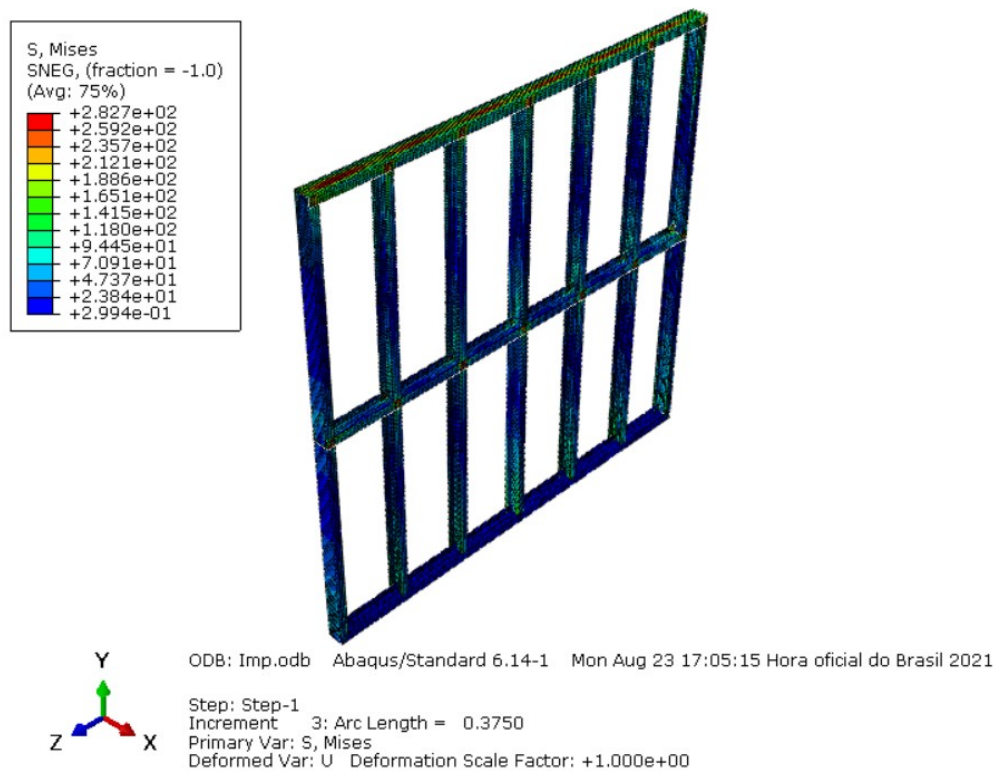 S, Mises
SNEG, (fraction = -1.0)
(Avg: 75%)
+2.827e+02
+2.592e+02
+2.357e+02
+2.121e+02
+1.886e+02
+1.651e+02
+1.415e+02
+1.180e+02
+9.445e+01
+7.091e+01
+4.737e+01
+2.384e+01
+2.994e-01
Y
Z
X
ODB: Imp.odb Abaqus/Standard 6.14-1 Mon Aug 23 17:05:15 Hora oficial do Brasil 2021
Step: Step-1
Increment 3: Arc Length = 0.3750
Primary Var: S, Mises
Deformed Var: U Deformation Scale Factor: +1.000e+00